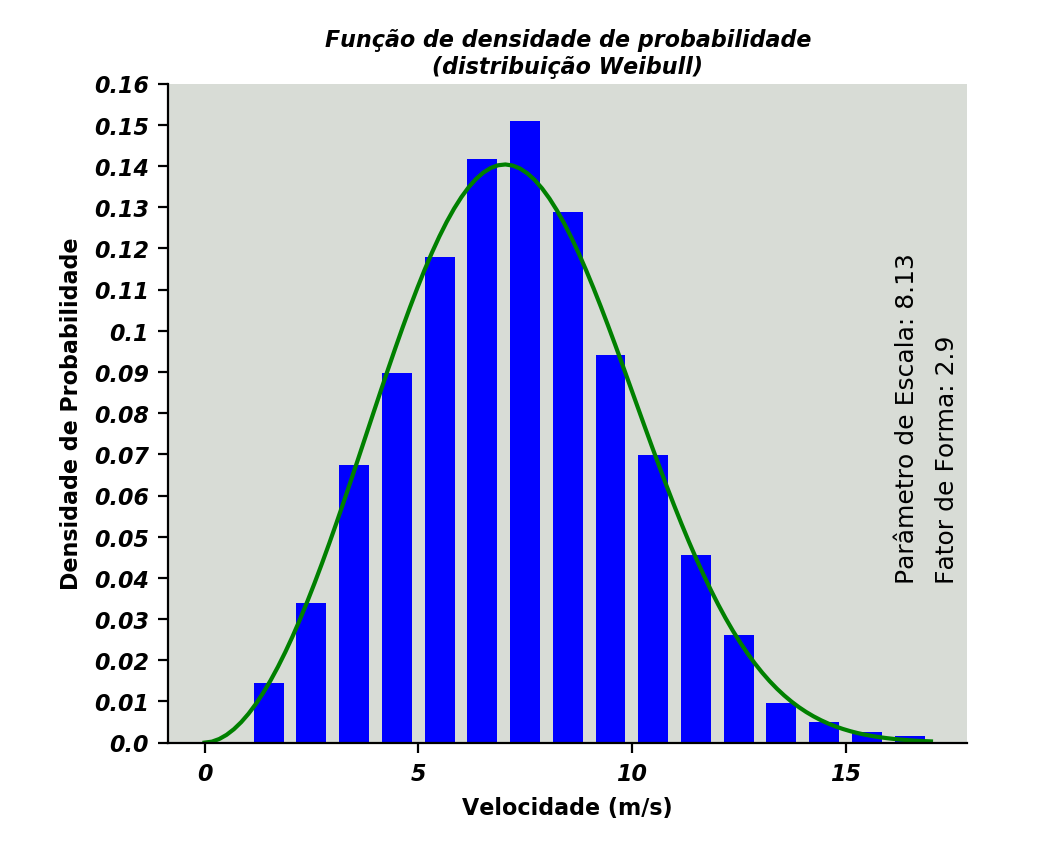 Função de densidade de probabilidade
(distribuição Weibull)
0.16
0.15
0.14
0.13
0.12
0.11
0.1
0.09
0.08
0.07
0.06
0.05
0.04
0.03
0.02
0.01
0.0
Densidade de Probabilidade
Parâmetro de Escala: 8.13
Fator de Forma: 2.9
0 5 10 15
Velocidade (m/s)